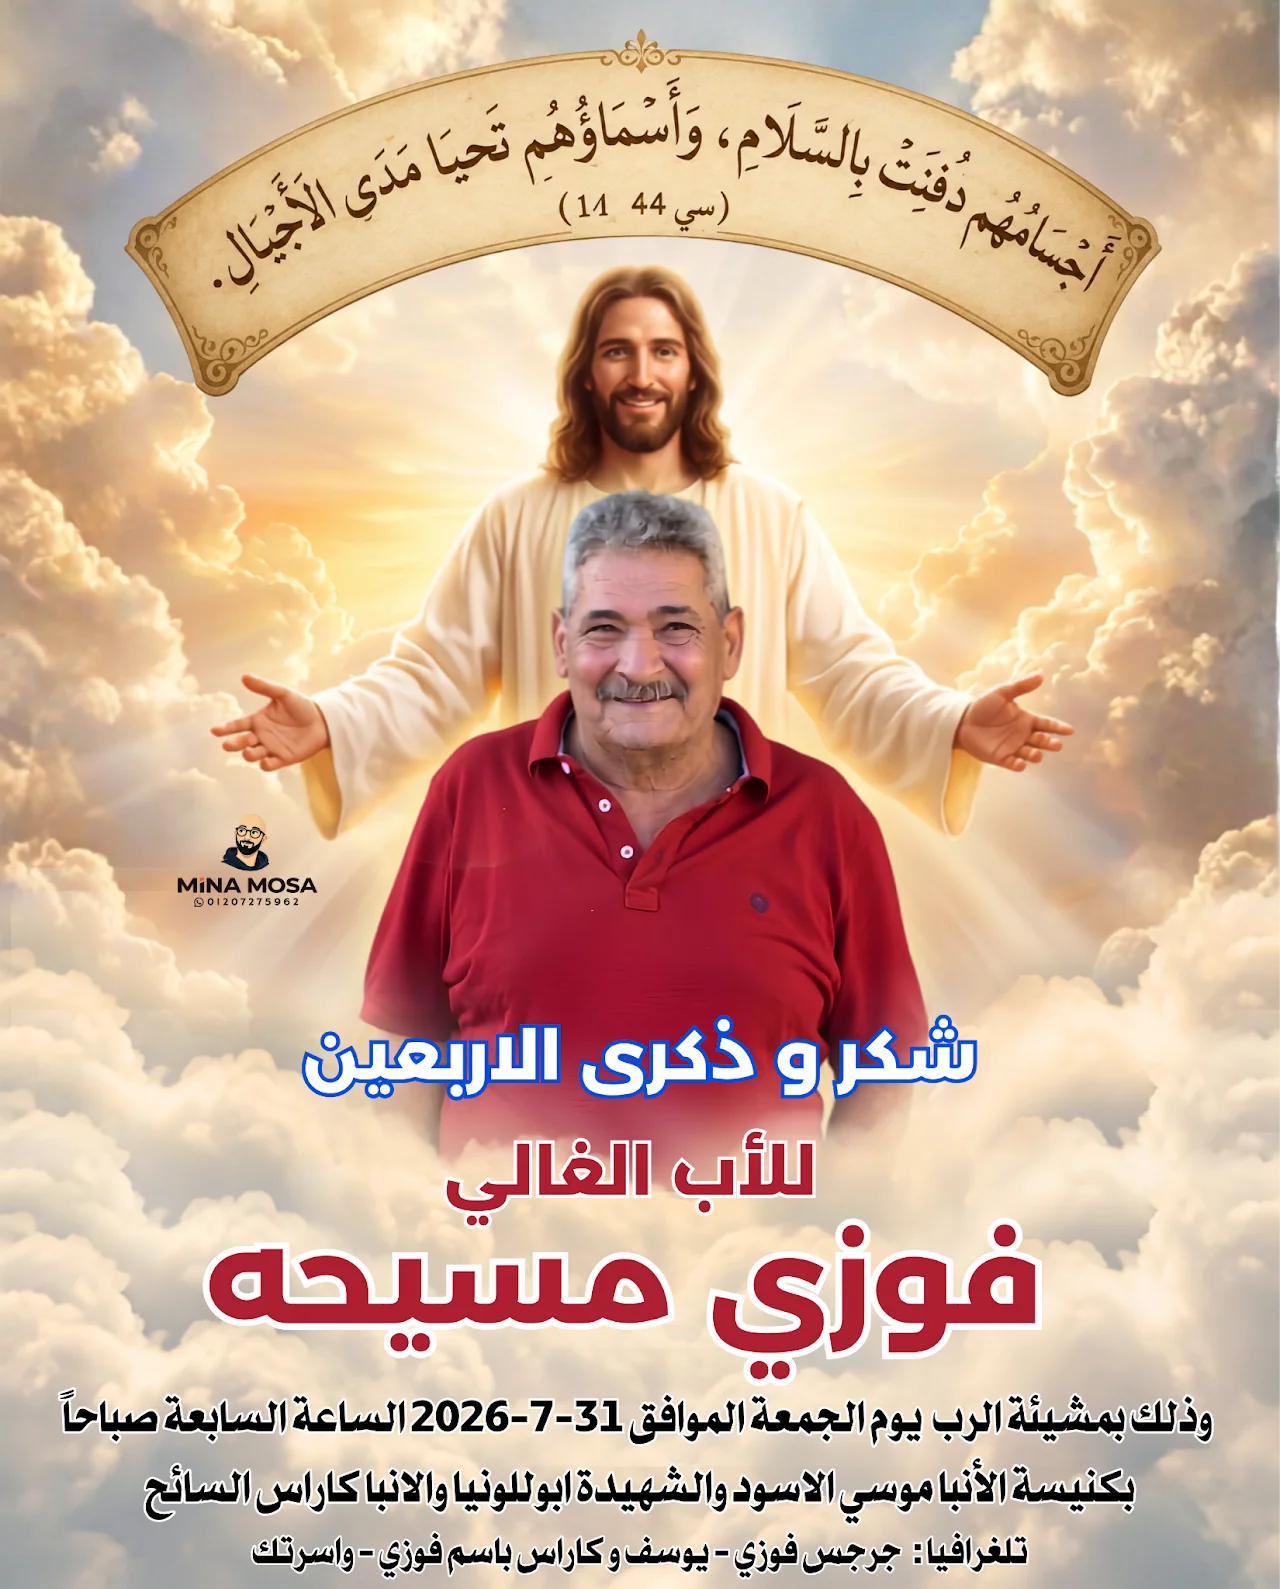 أَجْسَامُهُم دُفِنَتْ بِالسَّلَامِ، وَأَسْمَاؤُهُم تَحيَا مَدَى الأَجْيَالِ.
(سي 44 14)
MiNA MOSA
01207275962
شكر و ذكرى الاربعين
للأب الغالي
فوزي مسيحه
وذلك بمشيئة الرب يوم الجمعة الموافق 31-7-2026 الساعة السابعة صباحاً
بكنيسة الأنبا موسي الاسود والشهيدة ابوللونيا والانبا كاراس السائح
تلغرافيا: جرجس فوزي - يوسف و كاراس باسم فوزي - واسرتك